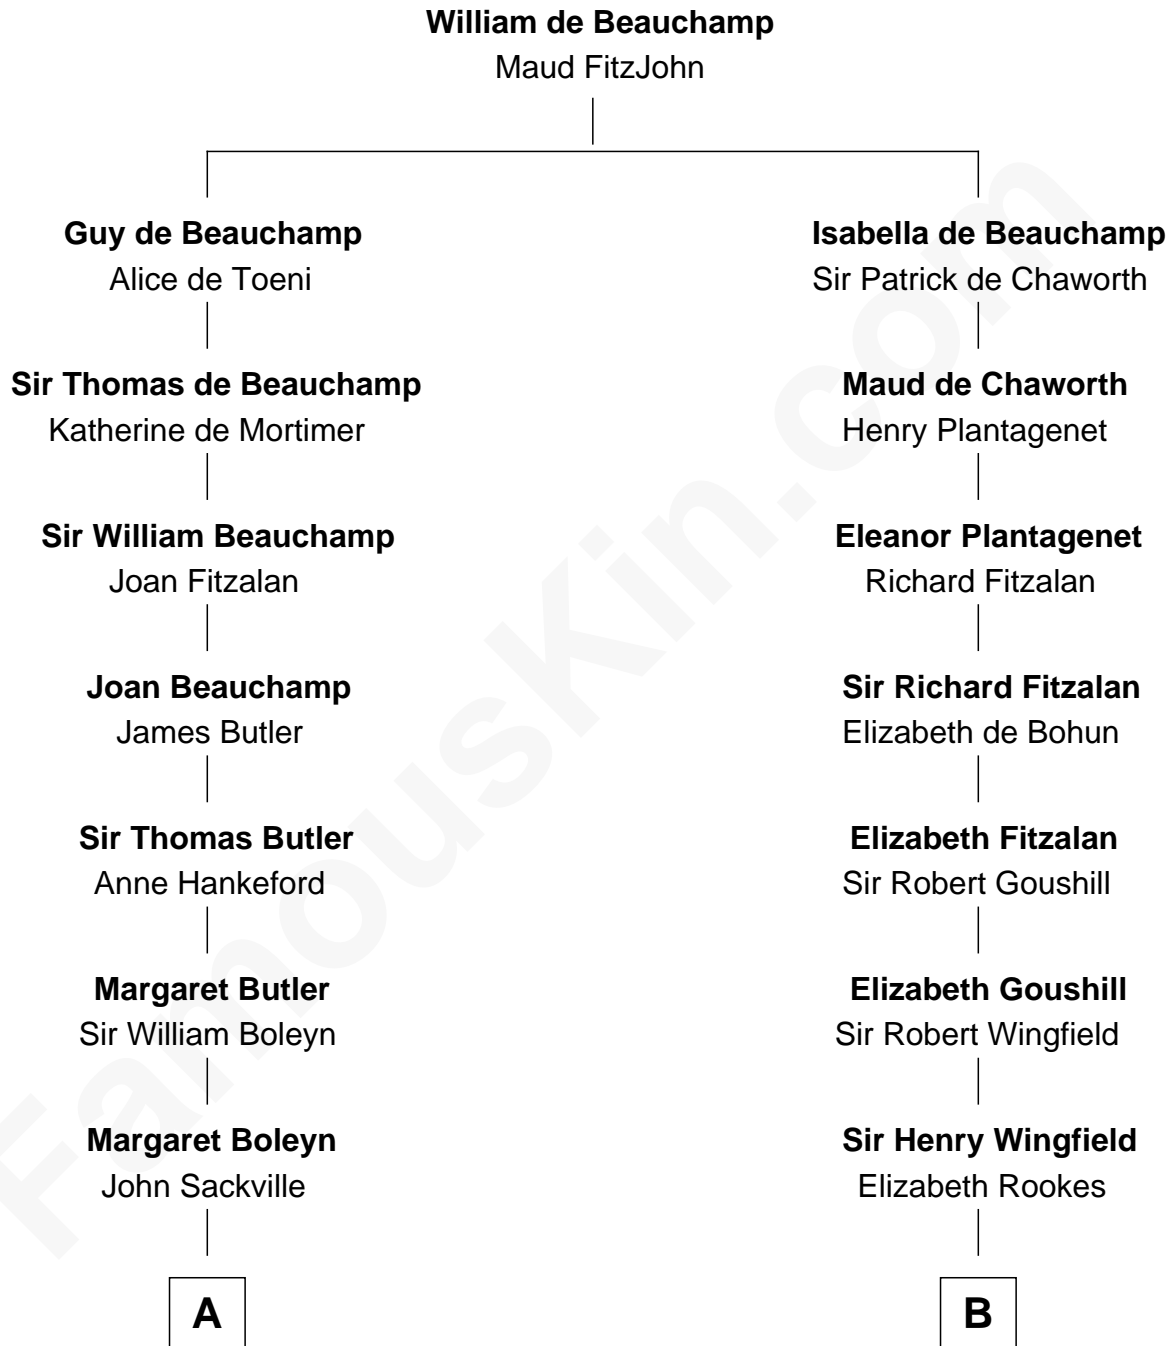 William de Beauchamp
Maud FitzJohn
Guy de Beauchamp
Alice de Toeni
Isabella de Beauchamp
Sir Patrick de Chaworth
Sir Thomas de Beauchamp
Katherine de Mortimer
Maud de Chaworth
Henry Plantagenet
Sir William Beauchamp
Joan Fitzalan
Eleanor Plantagenet
Richard Fitzalan
Joan Beauchamp
James Butler
Sir Richard Fitzalan
Elizabeth de Bohun
Sir Thomas Butler
Anne Hankeford
Elizabeth Fitzalan
Sir Robert Goushill
Margaret Butler
Sir William Boleyn
Elizabeth Goushill
Sir Robert Wingfield
Margaret Boleyn
John Sackville
Sir Henry Wingfield
Elizabeth Rookes
A
B
FamousKin.com